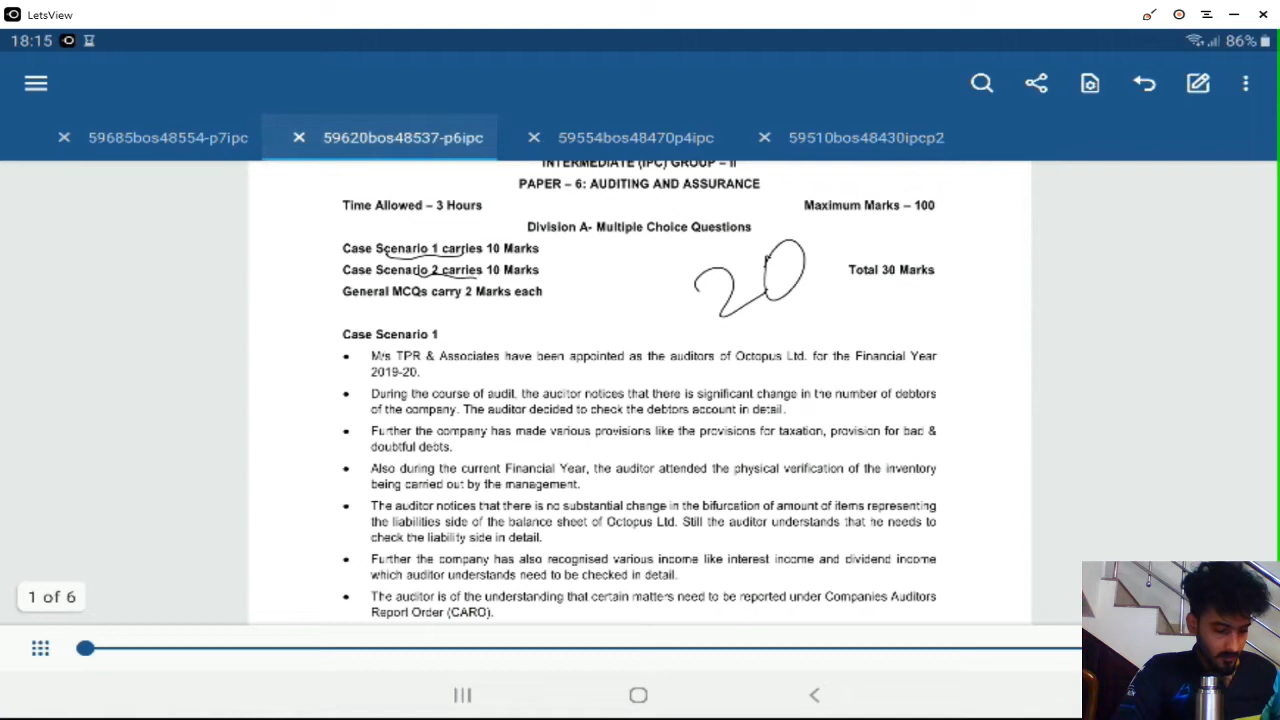 LetsView
18:15
86%
59685bos48554-p7ipc
59620bos48537-p6ipc
59554bos48470p4ipc
59510bos48430ipcp2
INTERMEDIATE (IPC) GROUP – II
PAPER – 6: AUDITING AND ASSURANCE
Time Allowed – 3 Hours
Maximum Marks – 100
Division A- Multiple Choice Questions
Case Scenario 1 carries 10 Marks
Case Scenario 2 carries 10 Marks
Total 30 Marks
General MCQs carry 2 Marks each
20
Case Scenario 1
• M/s TPR & Associates have been appointed as the auditors of Octopus Ltd. for the Financial Year
2019-20.
• During the course of audit, the auditor notices that there is significant change in the number of debtors
of the company. The auditor decided to check the debtors account in detail.
• Further the company has made various provisions like the provisions for taxation, provision for bad &
doubtful debts.
• Also during the current Financial Year, the auditor attended the physical verification of the inventory
being carried out by the management.
• The auditor notices that there is no substantial change in the bifurcation of amount of items representing
the liabilities side of the balance sheet of Octopus Ltd. Still the auditor understands that he needs to
check the liability side in detail.
• Further the company has also recognised various income like interest income and dividend income
which auditor understands need to be checked in detail.
• The auditor is of the understanding that certain matters need to be reported under Companies Auditors
Report Order (CARO).
1 of 6